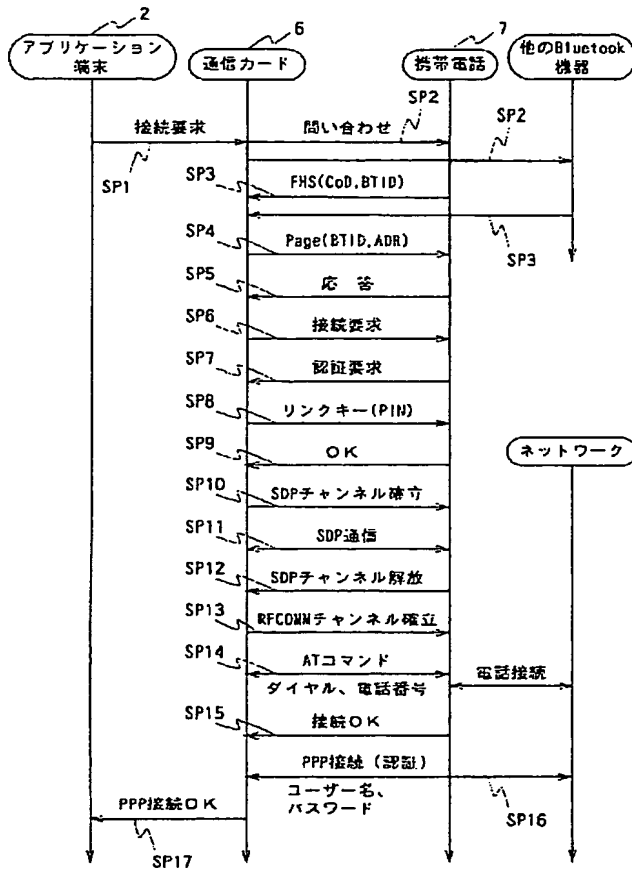 2
アプリケーション
端末
6
通信カード
7
携帯電話
他のBluetook
機器
接続要求
SP1
問い合わせ
SP2
SP2
SP3
FHS(CoD,BTID)
SP3
SP4
Page(BTID,ADR)
SP5
応 答
SP6
接続要求
SP7
認証要求
SP8
リンクキー(PIN)
SP9
OK
ネットワーク
SP10
SDPチャンネル確立
SP11
SDP通信
SP12
SDPチャンネル解放
SP13
RFCOMMチャンネル確立
SP14
ATコマンド
ダイヤル、電話番号
電話接続
SP15
接続OK
PPP接続(認証)
ユーザー名、
パスワード
SP16
PPP接続OK
SP17